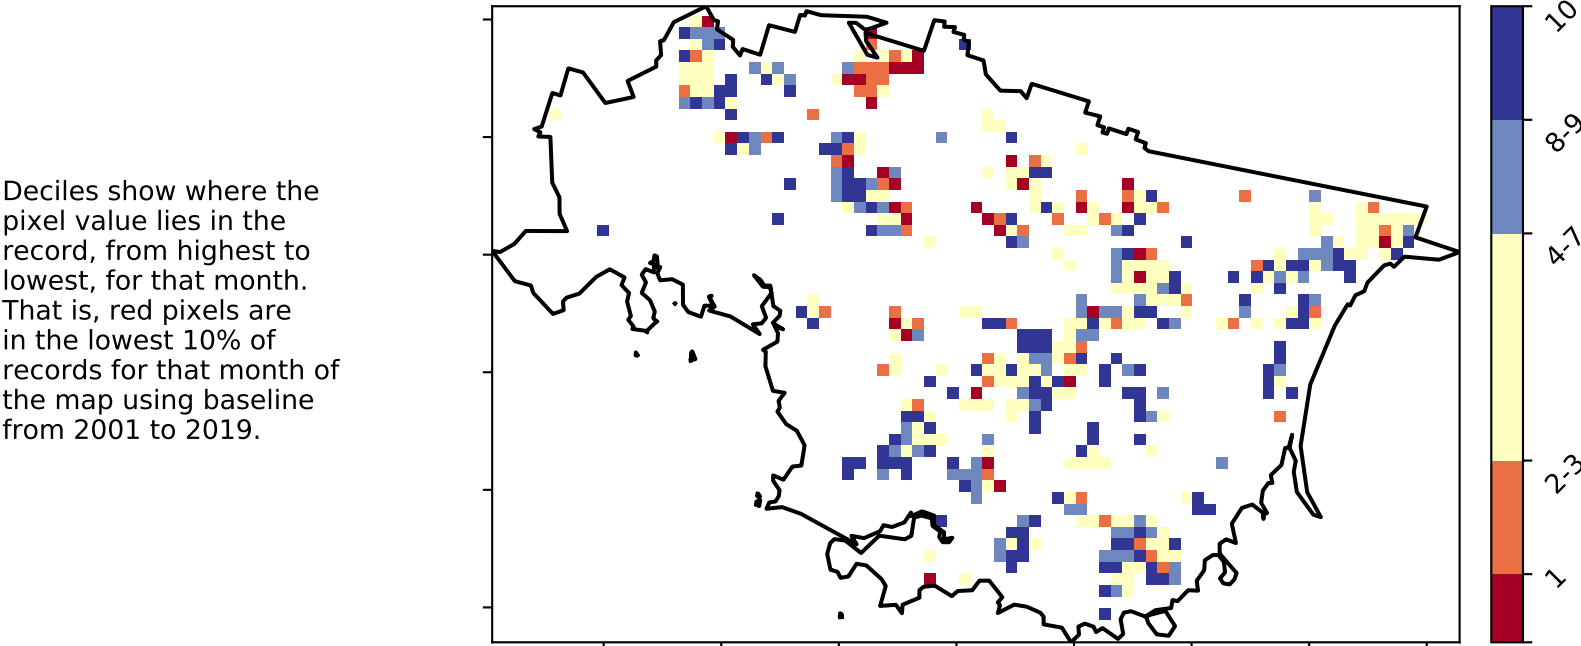 Deciles show where the
pixel value lies in the
record, from highest to
lowest, for that month.
That is, red pixels are
in the lowest 10% of
records for that month of
the map using baseline
from 2001 to 2019.
10
8-9
4-7
2-3
1